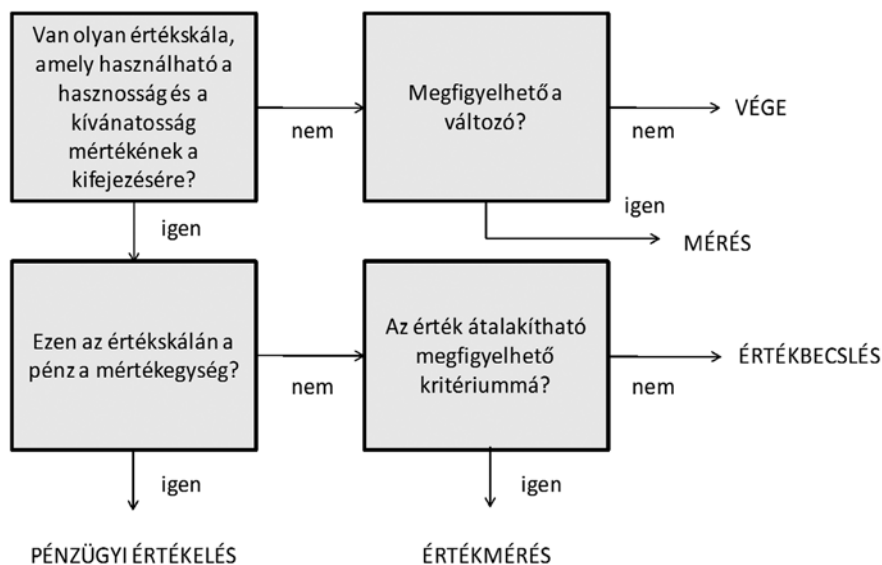 Van olyan értékskála,
amely használható a
hasznosság és a
kívánatosság
mértékének a
kifejezésére?
nem
Megfigyelhető a
változó?
nem
VÉGE
igen
igen
MÉRÉS
Ezen az értékskálán a
pénz a mértékegység?
nem
Az érték átalakítható
megfigyelhető
kritériummá?
nem
ÉRTÉKBECSLÉS
igen
igen
PÉNZÜGYI ÉRTÉKELÉS
ÉRTÉKMÉRÉS